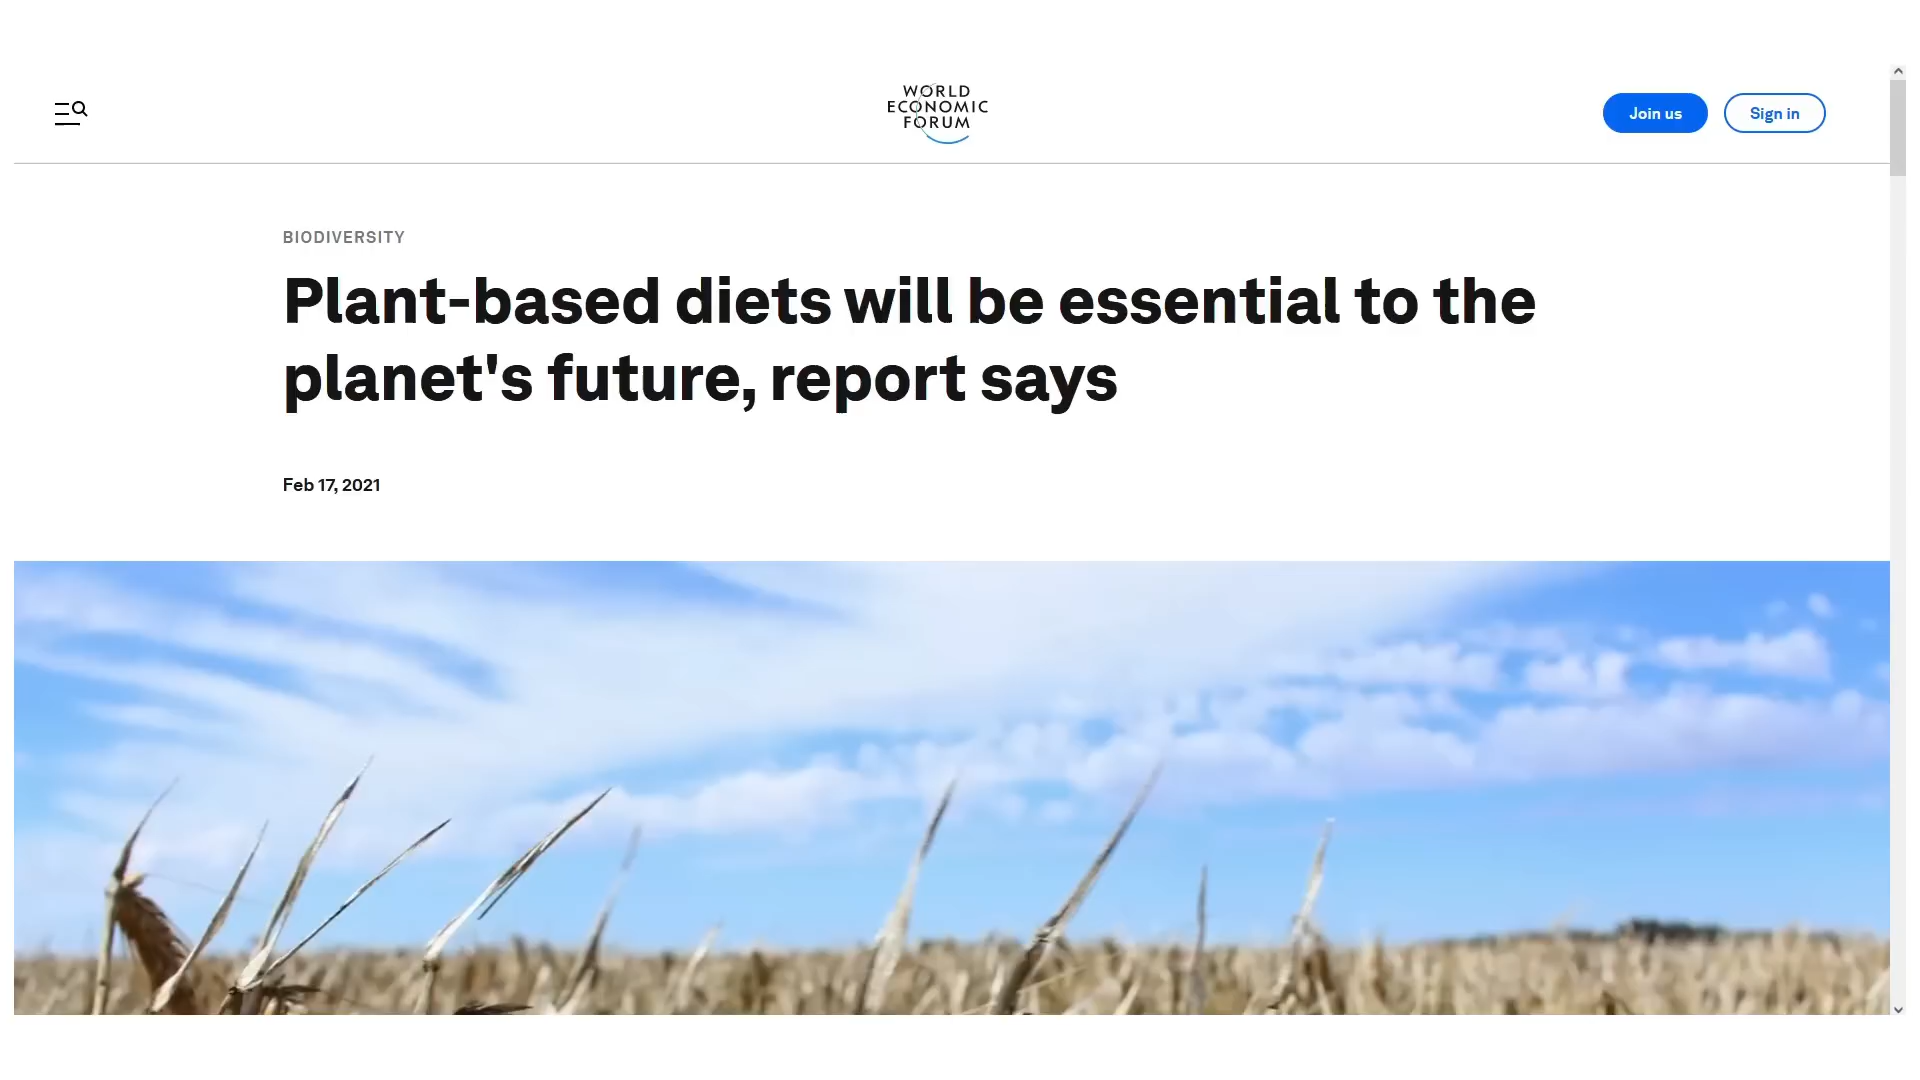 WORLD
ECONOMIC
FORUM
Join us
Sign in
BIODIVERSITY
Plant-based diets will be essential to the
planet's future, report says
Feb 17, 2021